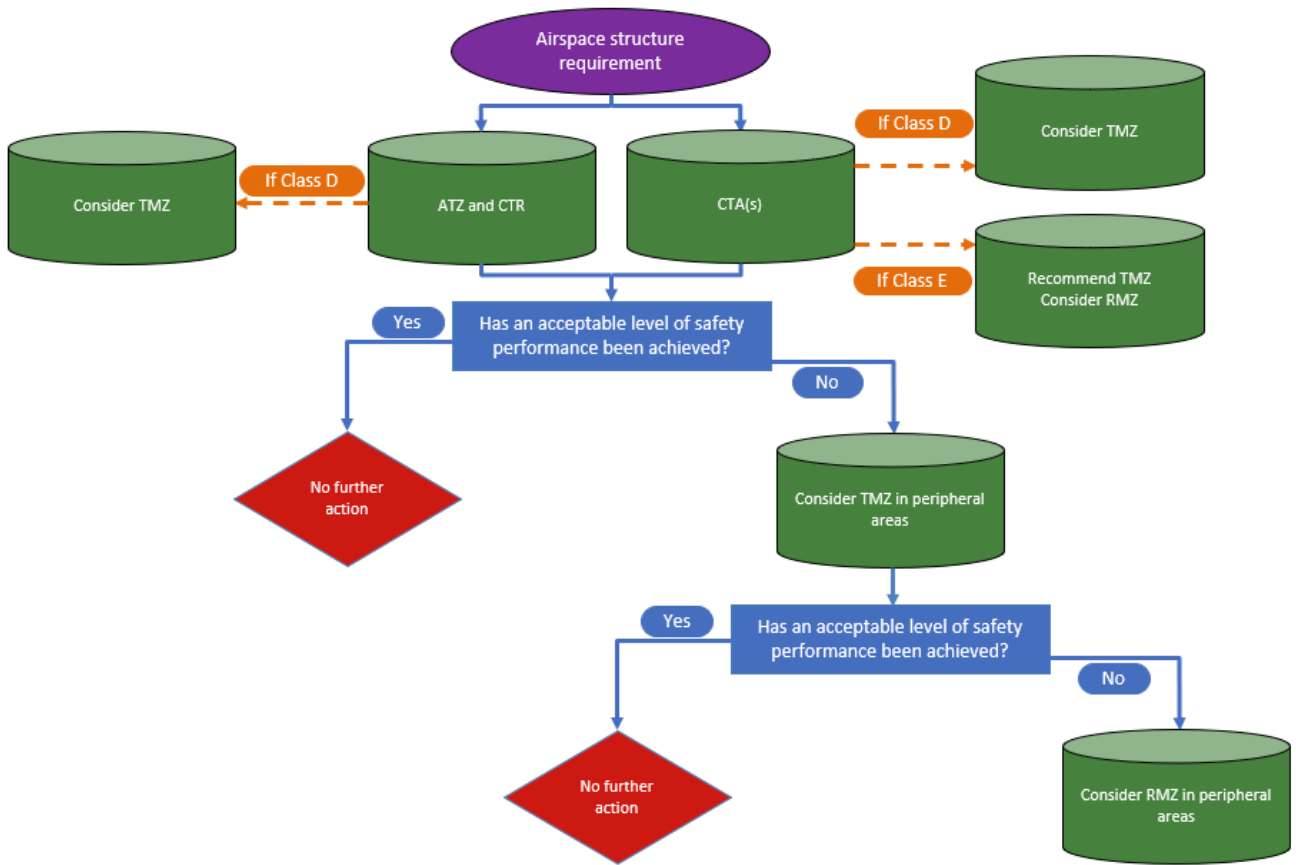 Airspace structure
requirement
If Class D
Consider TMZ
If Class D
Consider TMZ
ATZ and CTR
CTA(s)
If Class E
Recommend TMZ
Consider RMZ
Yes
Has an acceptable level of safety
performance been achieved?
No
No further
action
Consider TMZ in peripheral
areas
Yes
Has an acceptable level of safety
performance been achieved?
No
No further
action
Consider RMZ in peripheral
areas